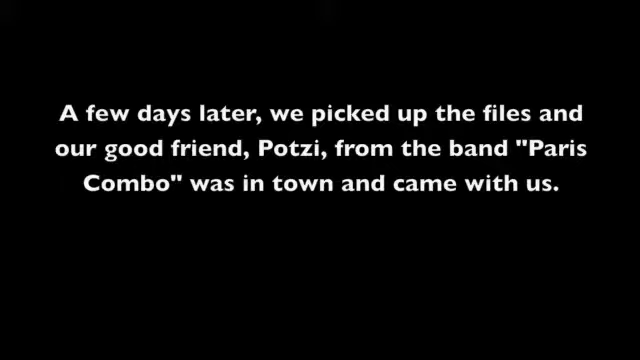 A few days later, we picked up the files and
our good friend, Potzi, from the band "Paris
Combo" was in town and came with us.